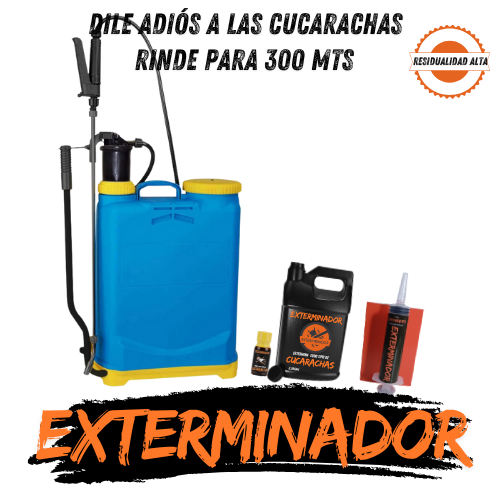 DILE ADIÓS A LAS CUCARACHAS
RINDE PARA 300 MTS
RESIDUALIDAD ALTA
EXTERMINADOR
CUCARACHAS
EXTERMINADOR
EXTERMINADOR